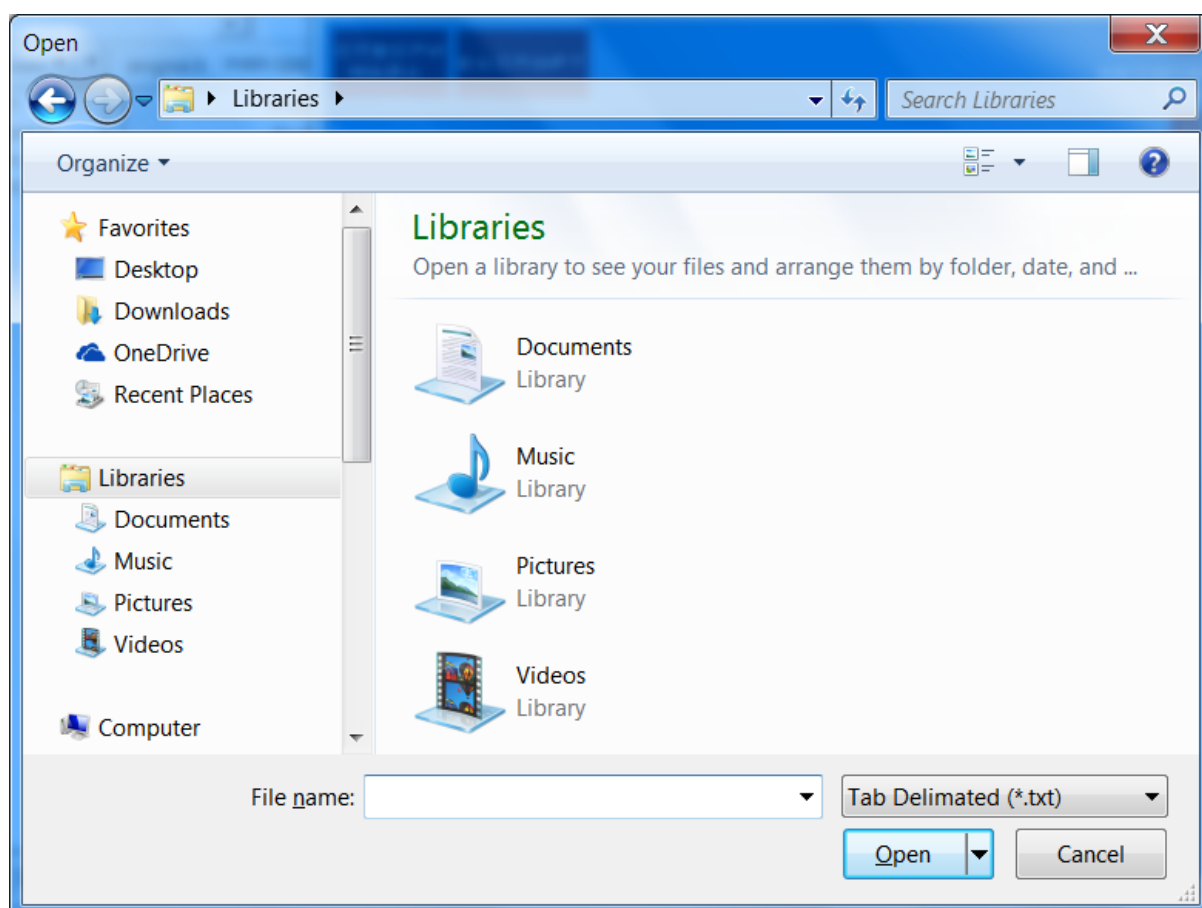 Open
Libraries
Search Libraries
Organize
Favorites
Desktop
Downloads
OneDrive
Recent Places
Libraries
Documents
Music
Pictures
Videos
Computer
Libraries
Open a library to see your files and arrange them by folder, date, and ...
Documents
Library
Music
Library
Pictures
Library
Videos
Library
File name:
Tab Delimated (*.txt)
Open
Cancel